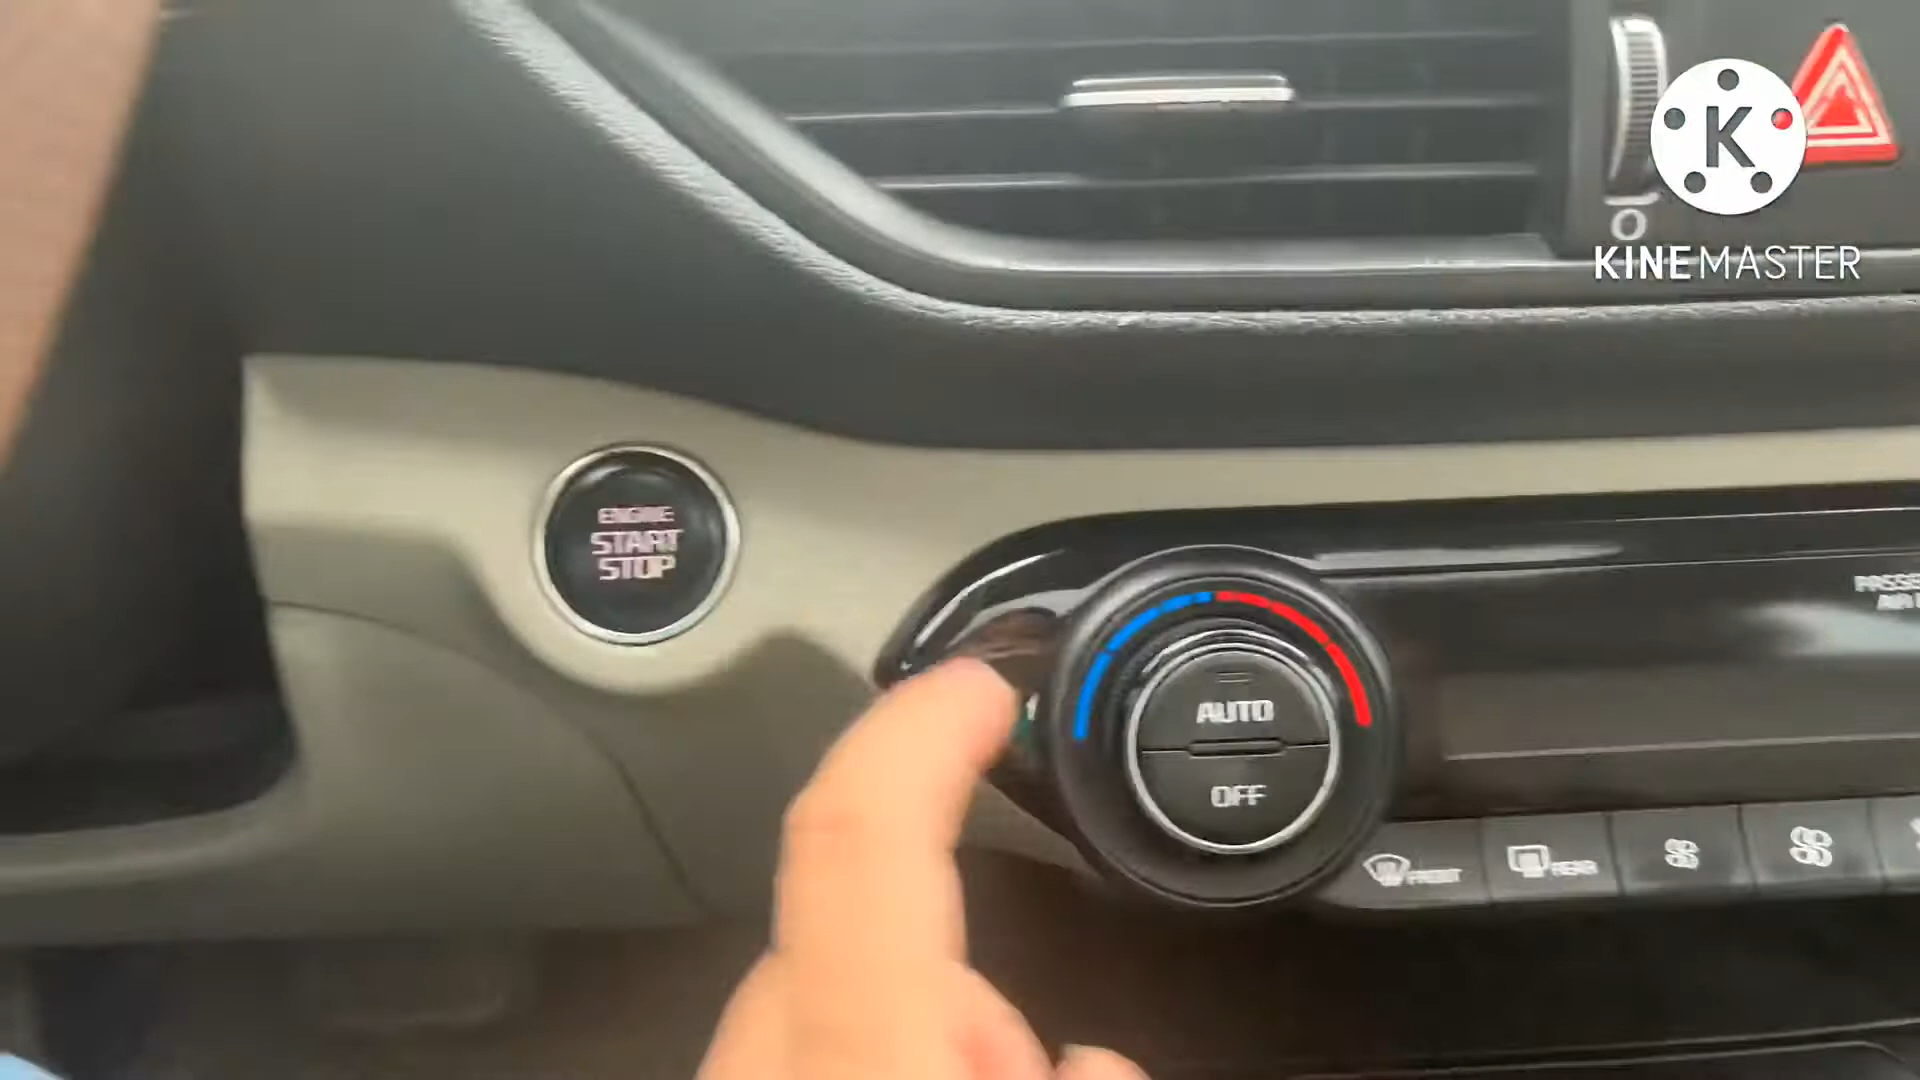 K
KINEMASTER
ENGINE
START
STOP
AUTO
OFF
FRONT
REAR